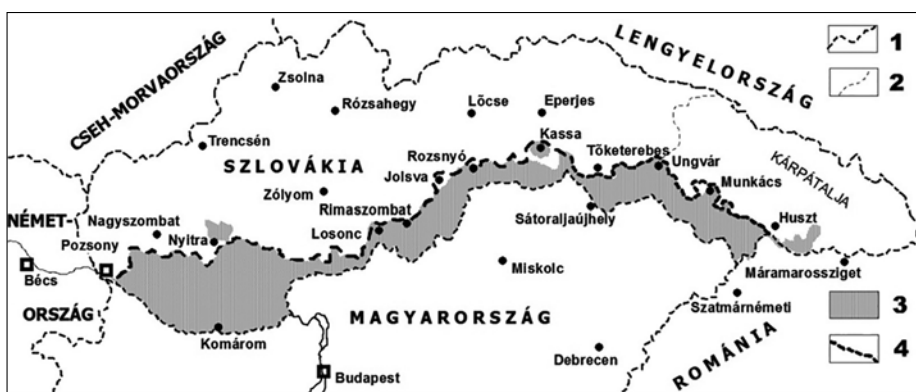 CSEH-MORVAORSZÁG
LENGYELORSZÁG
1
2
Zsolna
Rózsahegy
Lőcse
Eperjes
Trencsén
Kassa
KÁRPÁTALJA
SZLOVÁKIA
Rozsnyó
Tőketerebes
Ungvár
Jolsva
Zólyom
Munkács
NÉMET-
Nagyszombat
Rimaszombat
Sátoraljaújhely
Huszt
Pozsony
Nyitra
Losonc
Bécs
Miskolc
Máramarossziget
ORSZÁG
MAGYARORSZÁG
Szatmárnémeti
3
Komárom
ROMÁNIA
Debrecen
4
Budapest